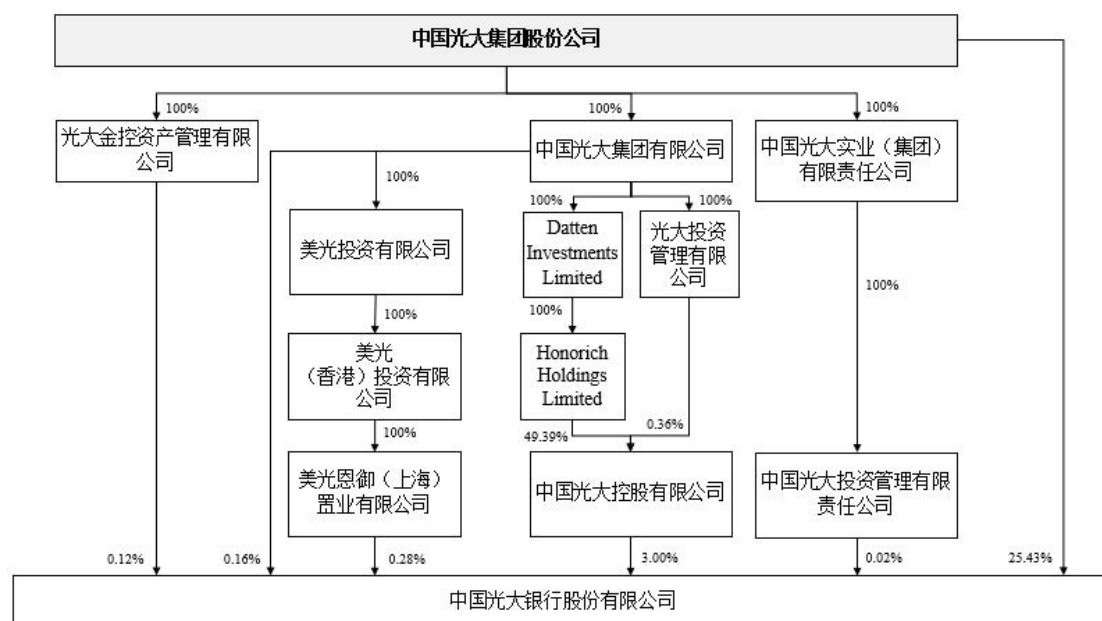 中国光大集团股份公司
100%
100%
100%
光大金控资产管理有限
公司
中国光大集团有限公司
中国光大实业（集团）
有限责任公司
100%
100%
100%
美光投资有限公司
Datten
Investments
Limited
光大投资
管理有限
公司
100%
100%
100%
美光
（香港）投资有限
公司
Honorich
Holdings
Limited
100%
49.39%
0.36%
美光恩御（上海）
置业有限公司
中国光大控股有限公司
中国光大投资管理有限
责任公司
0.12%
0.16%
0.28%
3.00%
0.02%
25.43%
中国光大银行股份有限公司